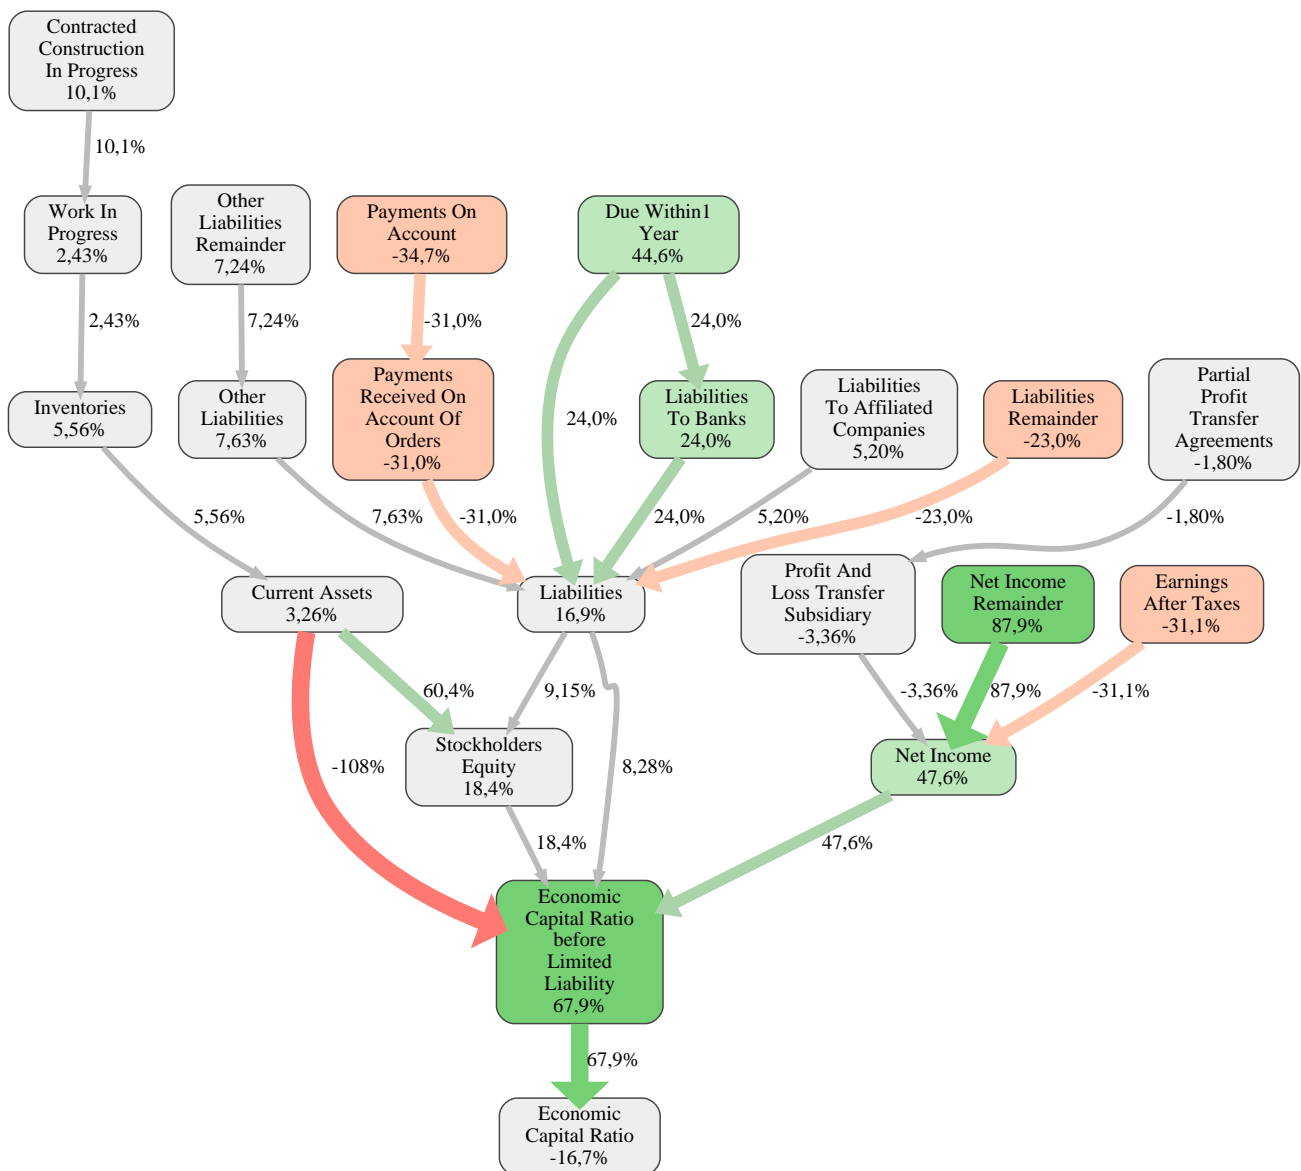 Contracted
Construction
In Progress
10,1%
10,1%
Work In
Progress
2,43%
Other
Liabilities
Remainder
7,24%
Payments On
Account
-34,7%
Due Within1
Year
44,6%
2,43%
7,24%
-31,0%
24,0%
Inventories
5,56%
Other
Liabilities
7,63%
Payments
Received On
Account Of
Orders
-31,0%
24,0%
Liabilities
To Banks
24,0%
Liabilities
To Affiliated
Companies
5,20%
Liabilities
Remainder
-23,0%
Partial
Profit
Transfer
Agreements
-1,80%
5,56%
7,63%
-31,0%
24,0%
5,20%
-23,0%
-1,80%
Current Assets
3,26%
Liabilities
16,9%
Profit And
Loss Transfer
Subsidiary
-3,36%
Net Income
Remainder
87,9%
Earnings
After Taxes
-31,1%
60,4%
9,15%
-3,36%
87,9%
-31,1%
-108%
Stockholders
Equity
18,4%
8,28%
Net Income
47,6%
18,4%
47,6%
Economic
Capital Ratio
before
Limited
Liability
67,9%
67,9%
Economic
Capital Ratio
-16,7%